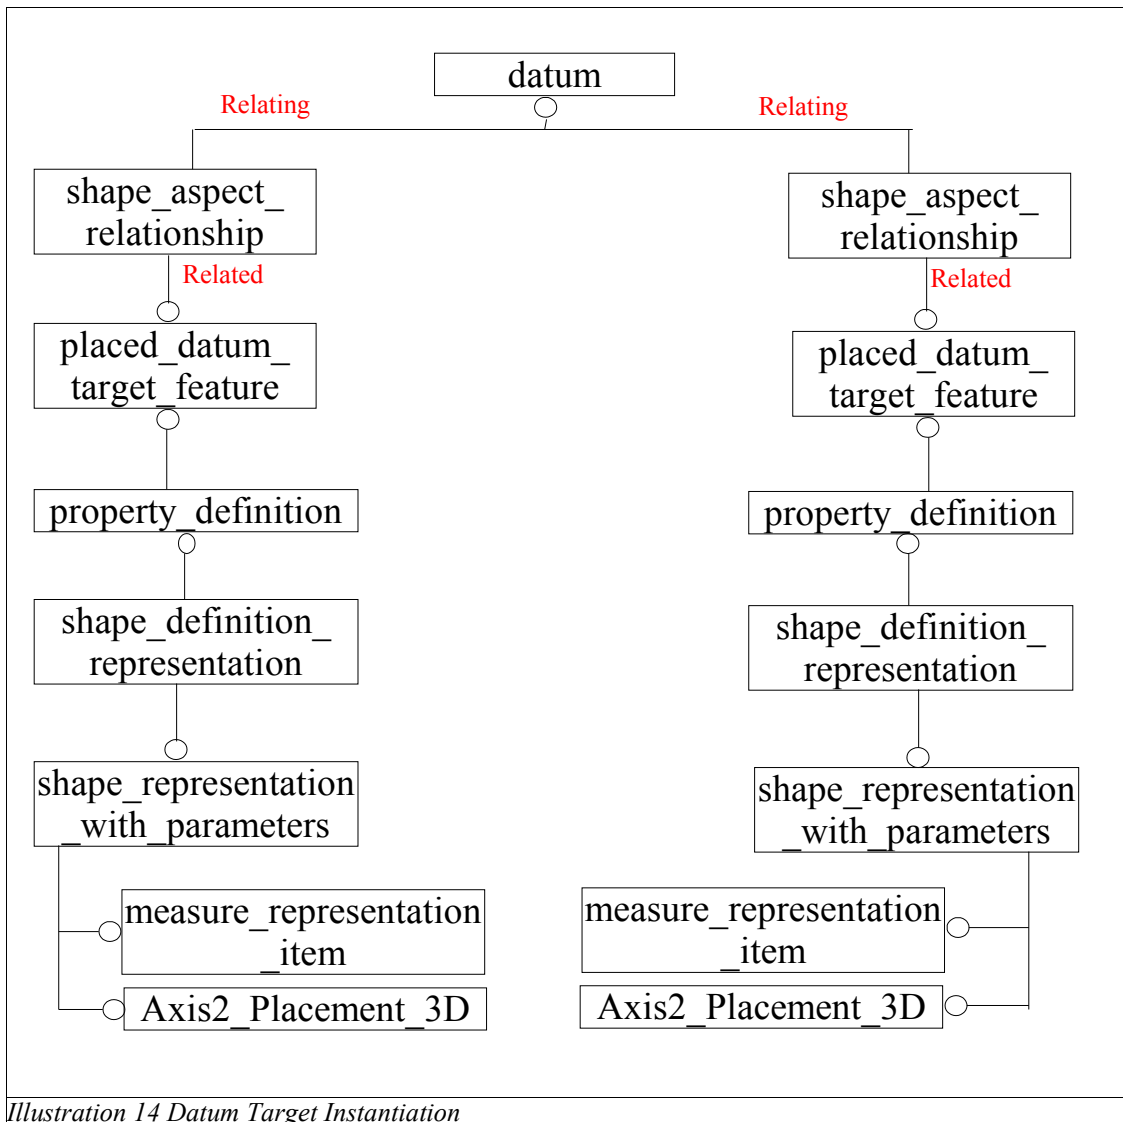 datum
Relating
Relating
shape_aspect_
relationship
shape_aspect_
relationship
Related
Related
placed_datum_
target_feature
placed_datum_
target_feature
property_definition
property_definition
shape_definition_
representation
shape_definition_
representation
shape_representation
_with_parameters
shape_representation
_with_parameters
measure_representation
_item
measure_representation
_item
Axis2_Placement_3D
Axis2_Placement_3D
Illustration 14 Datum Target Instantiation